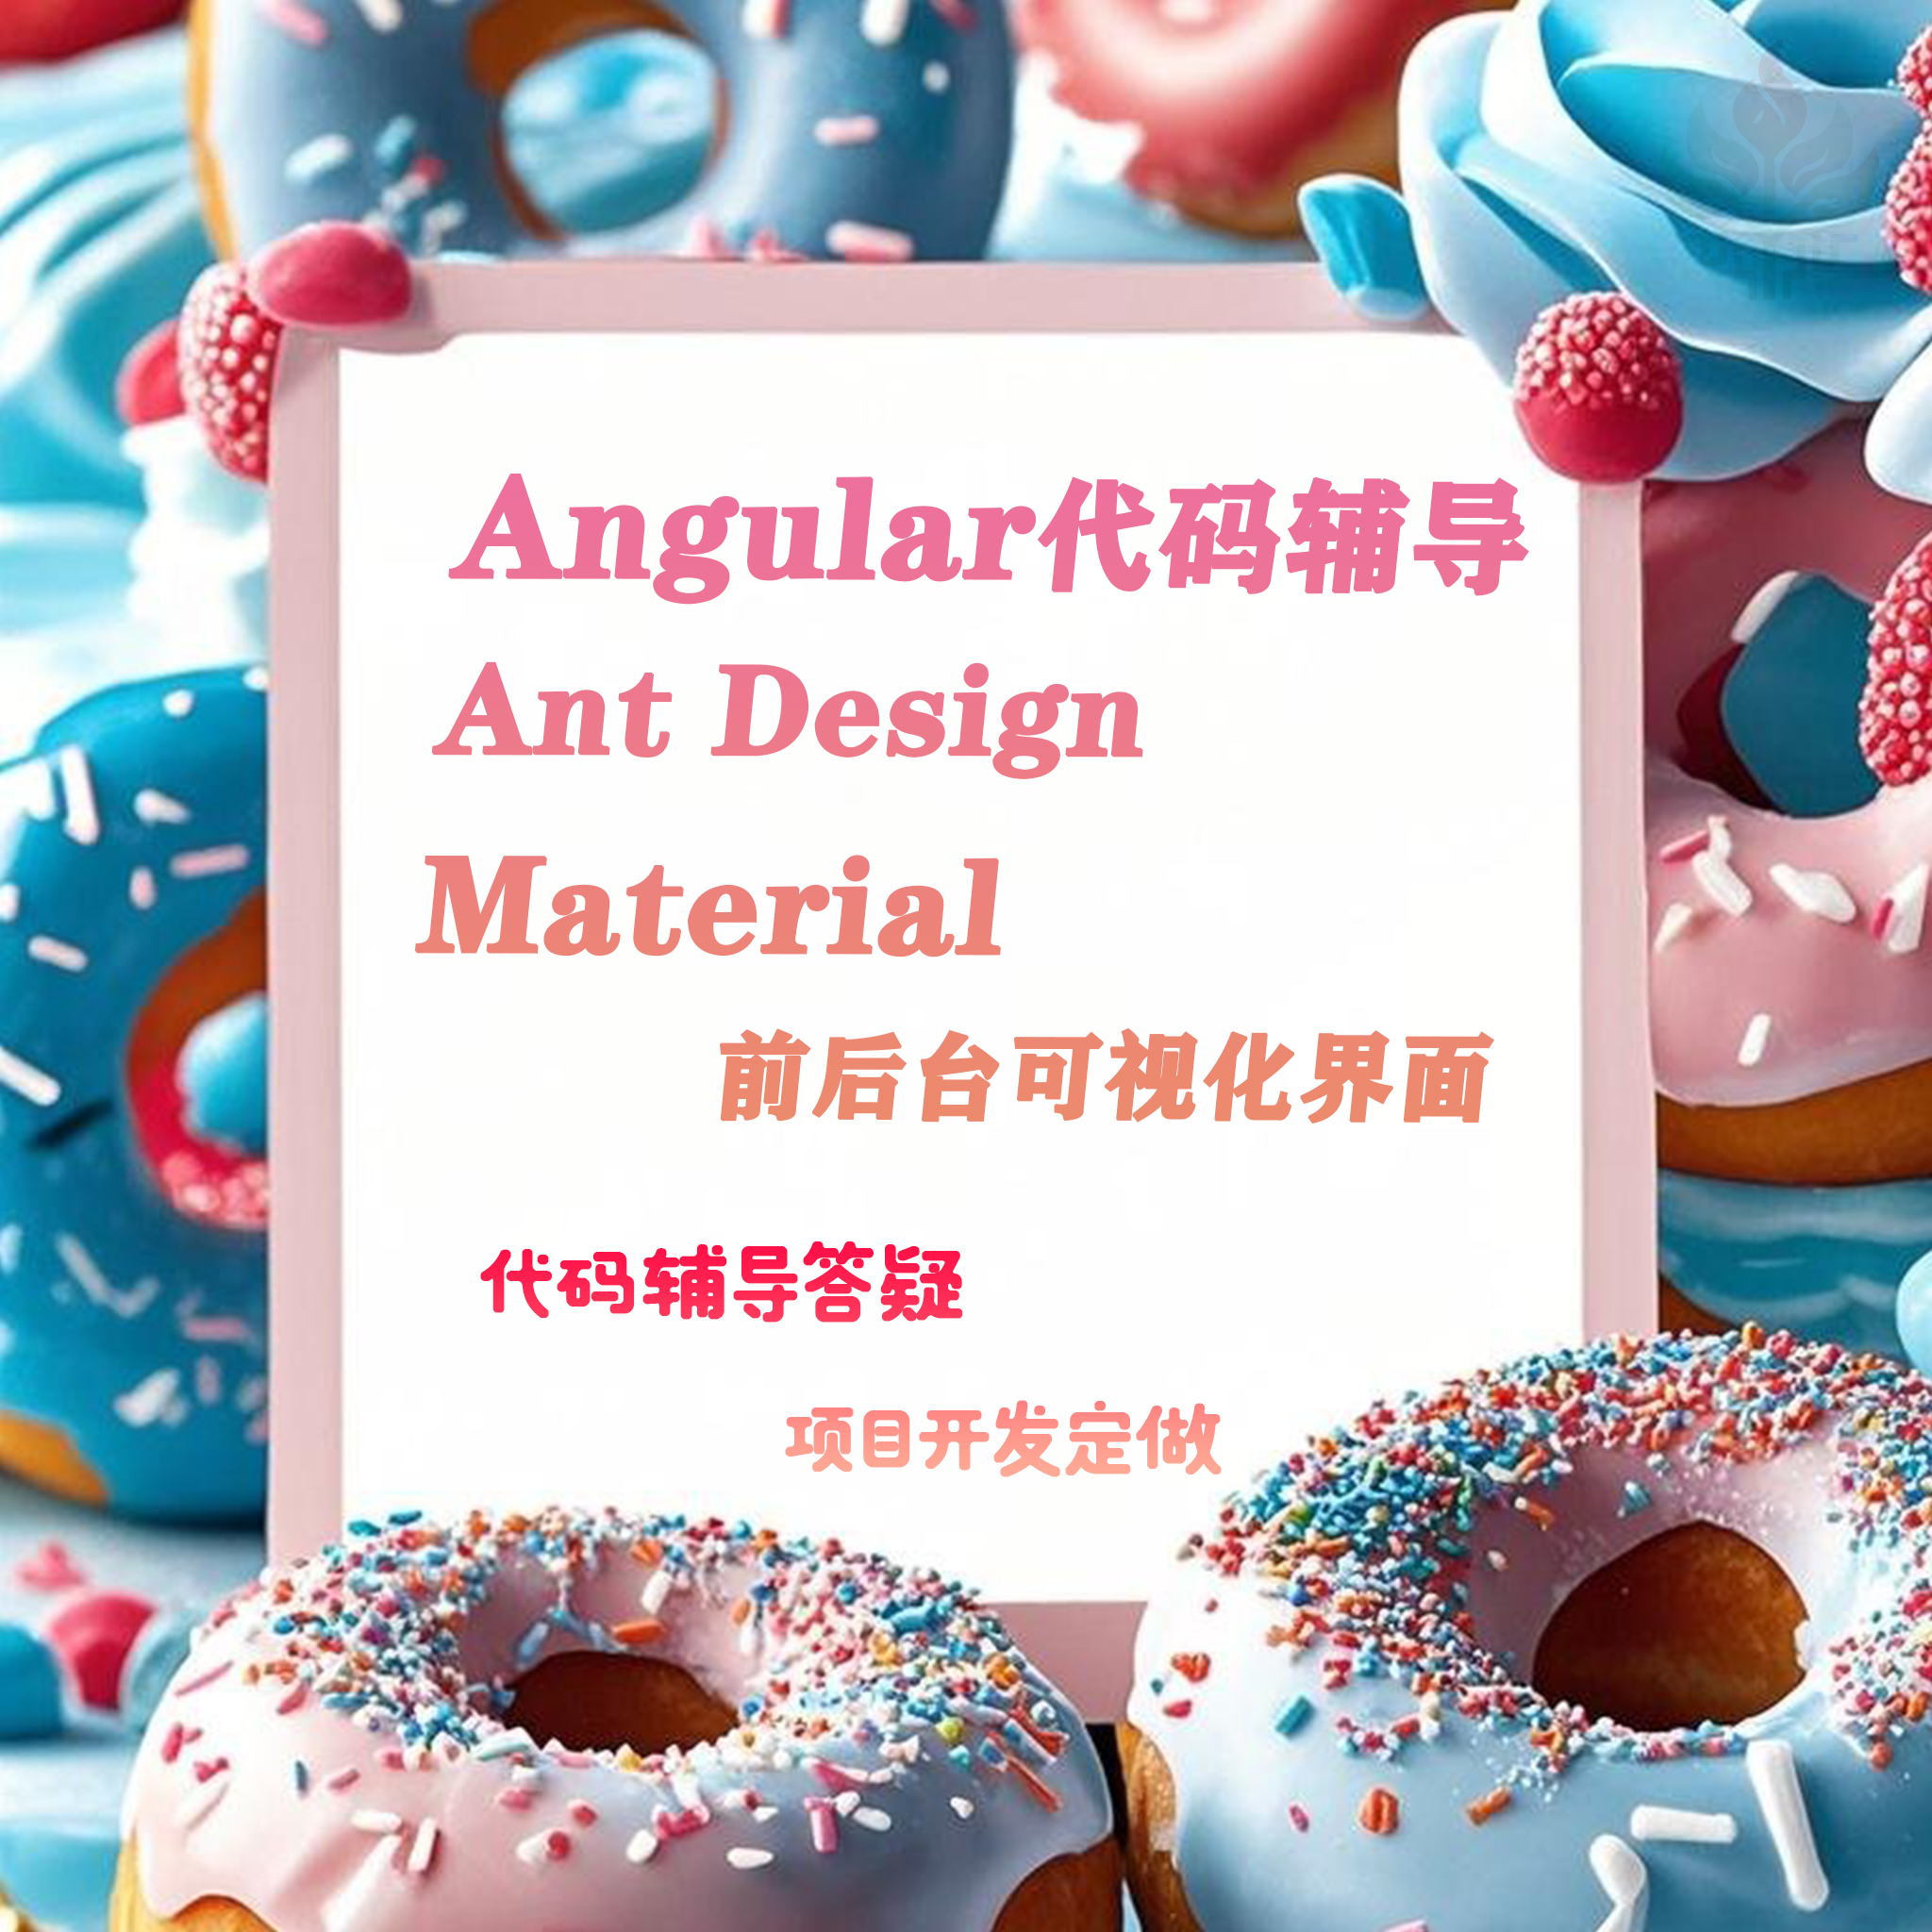 Angular代码辅导
Ant Design
Material
前后台可视化界面
代码辅导答疑
项目开发定做